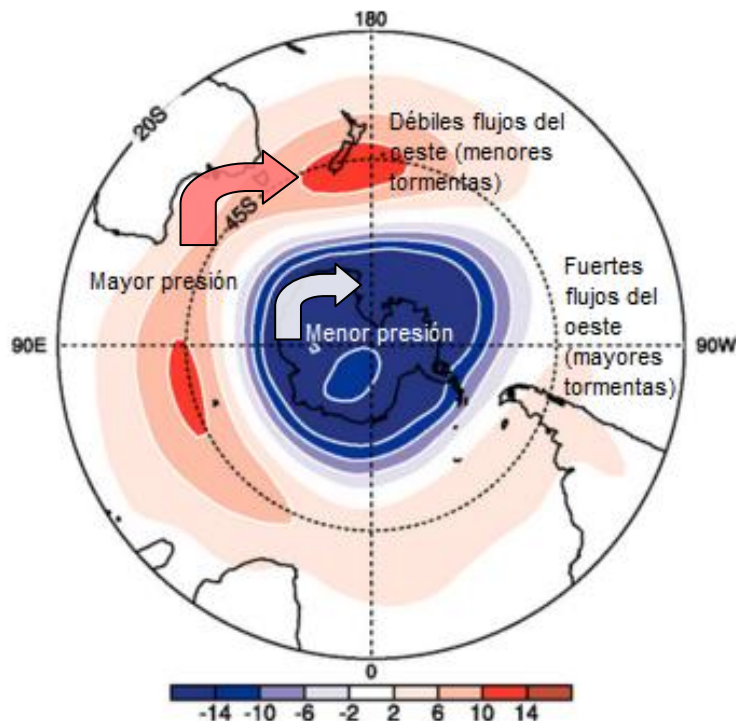 180
20S
Débiles flujos del
oeste (menores
tormentas)
45S
Mayor presión
Fuertes
flujos del
oeste
(mayores
tormentas)
Menor presión
90E
90W
0
-14 -10 -6 -2 2 6 10 14